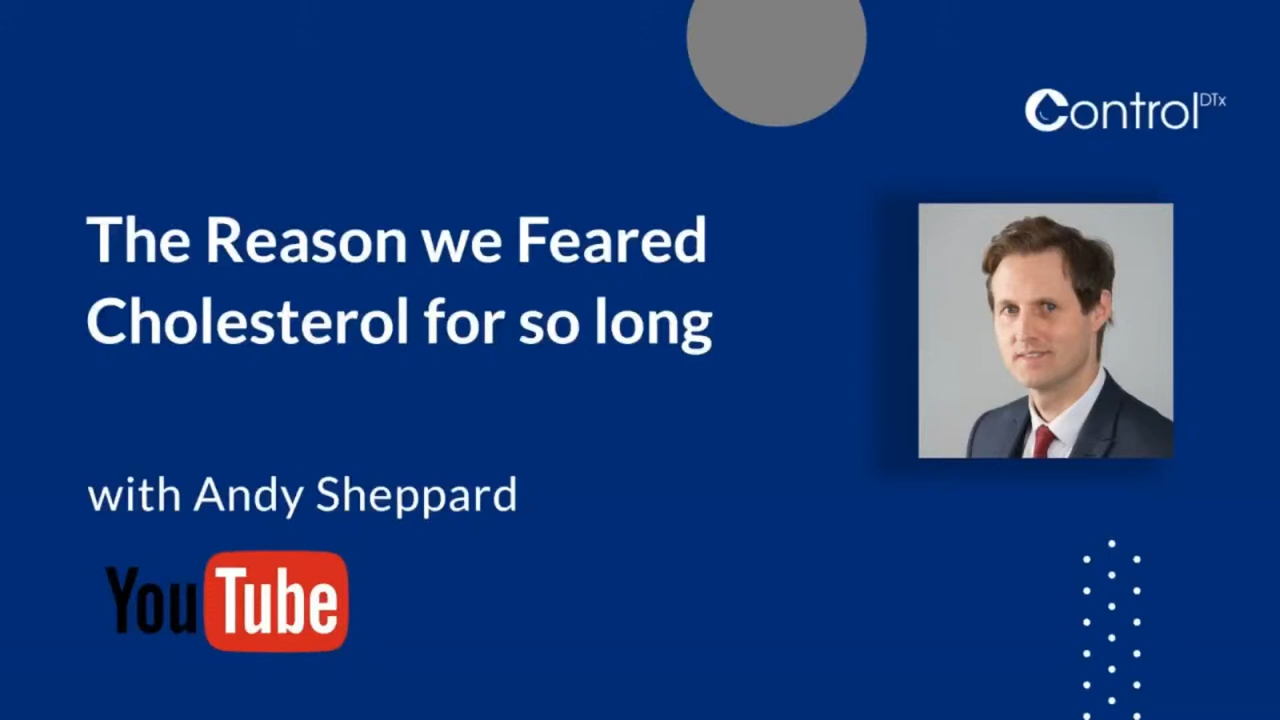 Control DTx
The Reason we Feared
Cholesterol for so long
with Andy Sheppard
YouTube